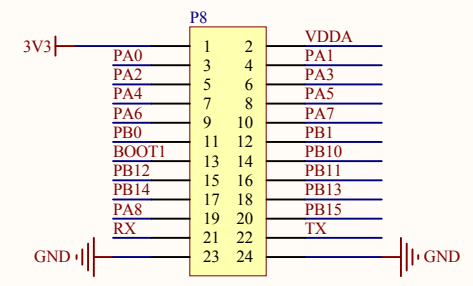 P8
3V3 1 2 VDDA
PA0 3 4 PA1
PA2 5 6 PA3
PA4 7 8 PA5
PA6 9 10 PA7
PB0 11 12 PB1
BOOT1 13 14 PB10
PB12 15 16 PB11
PB14 17 18 PB13
PA8 19 20 PB15
RX 21 22 TX
GND 23 24 GND